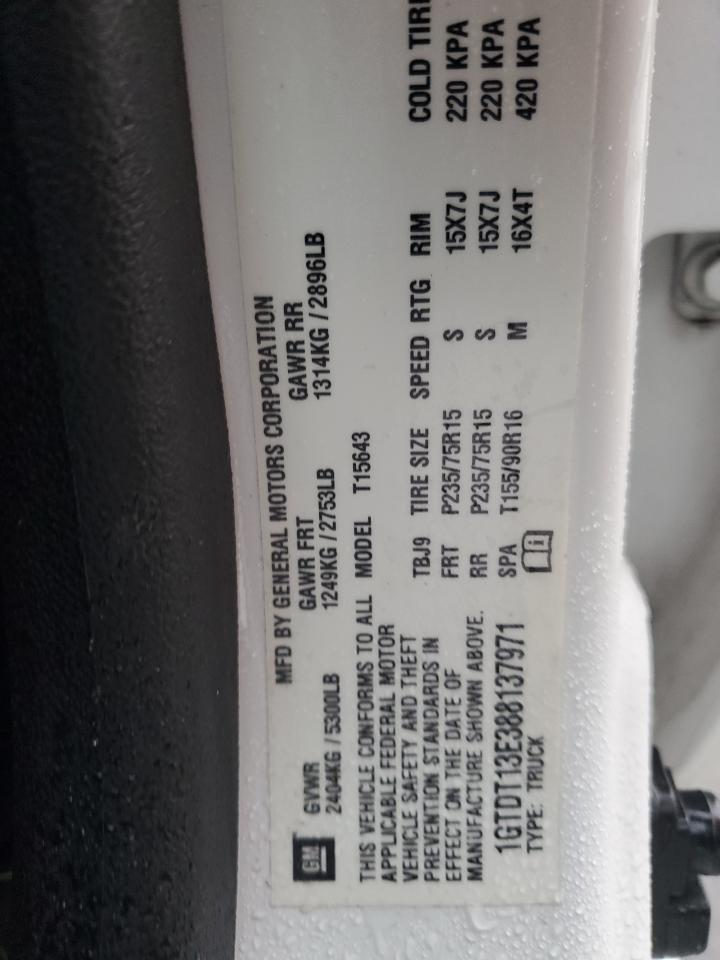 MFD BY GENERAL MOTORS CORPORATION
GM
GVWR GAWR FRT GAWR RR
2404KG / 5300LB 1249KG / 2753LB 1314KG / 2896LB
THIS VEHICLE CONFORMS TO ALL MODEL T15643
APPLICABLE FEDERAL MOTOR
VEHICLE SAFETY AND THEFT
PREVENTION STANDARDS IN
EFFECT ON THE DATE OF
MANUFACTURE SHOWN ABOVE.
1GTDT13E388137971
TYPE: TRUCK
TBJ9 TIRE SIZE SPEED RTG RIM COLD TIRE
FRT P235/75R15 S 15X7J 220 KPA
RR P235/75R15 S 15X7J 220 KPA
SPA T155/90R16 M 16X4T 420 KPA